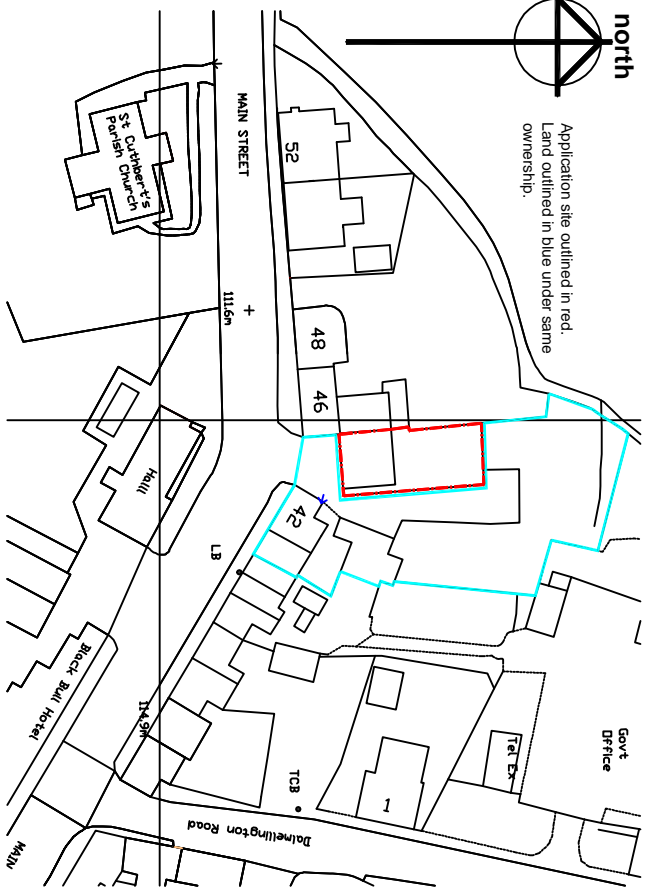 north
Application site outlined in red.
Land outlined in blue under same
ownership.
MAIN STREET
52
St Cuthbert's
Parish Church
111.6m
48
46
Hall
42
LB
114.9m
Black Bull Hotel
TCB
1
Tel Ex
Govt
Office
Dalmellington Road
MAIN